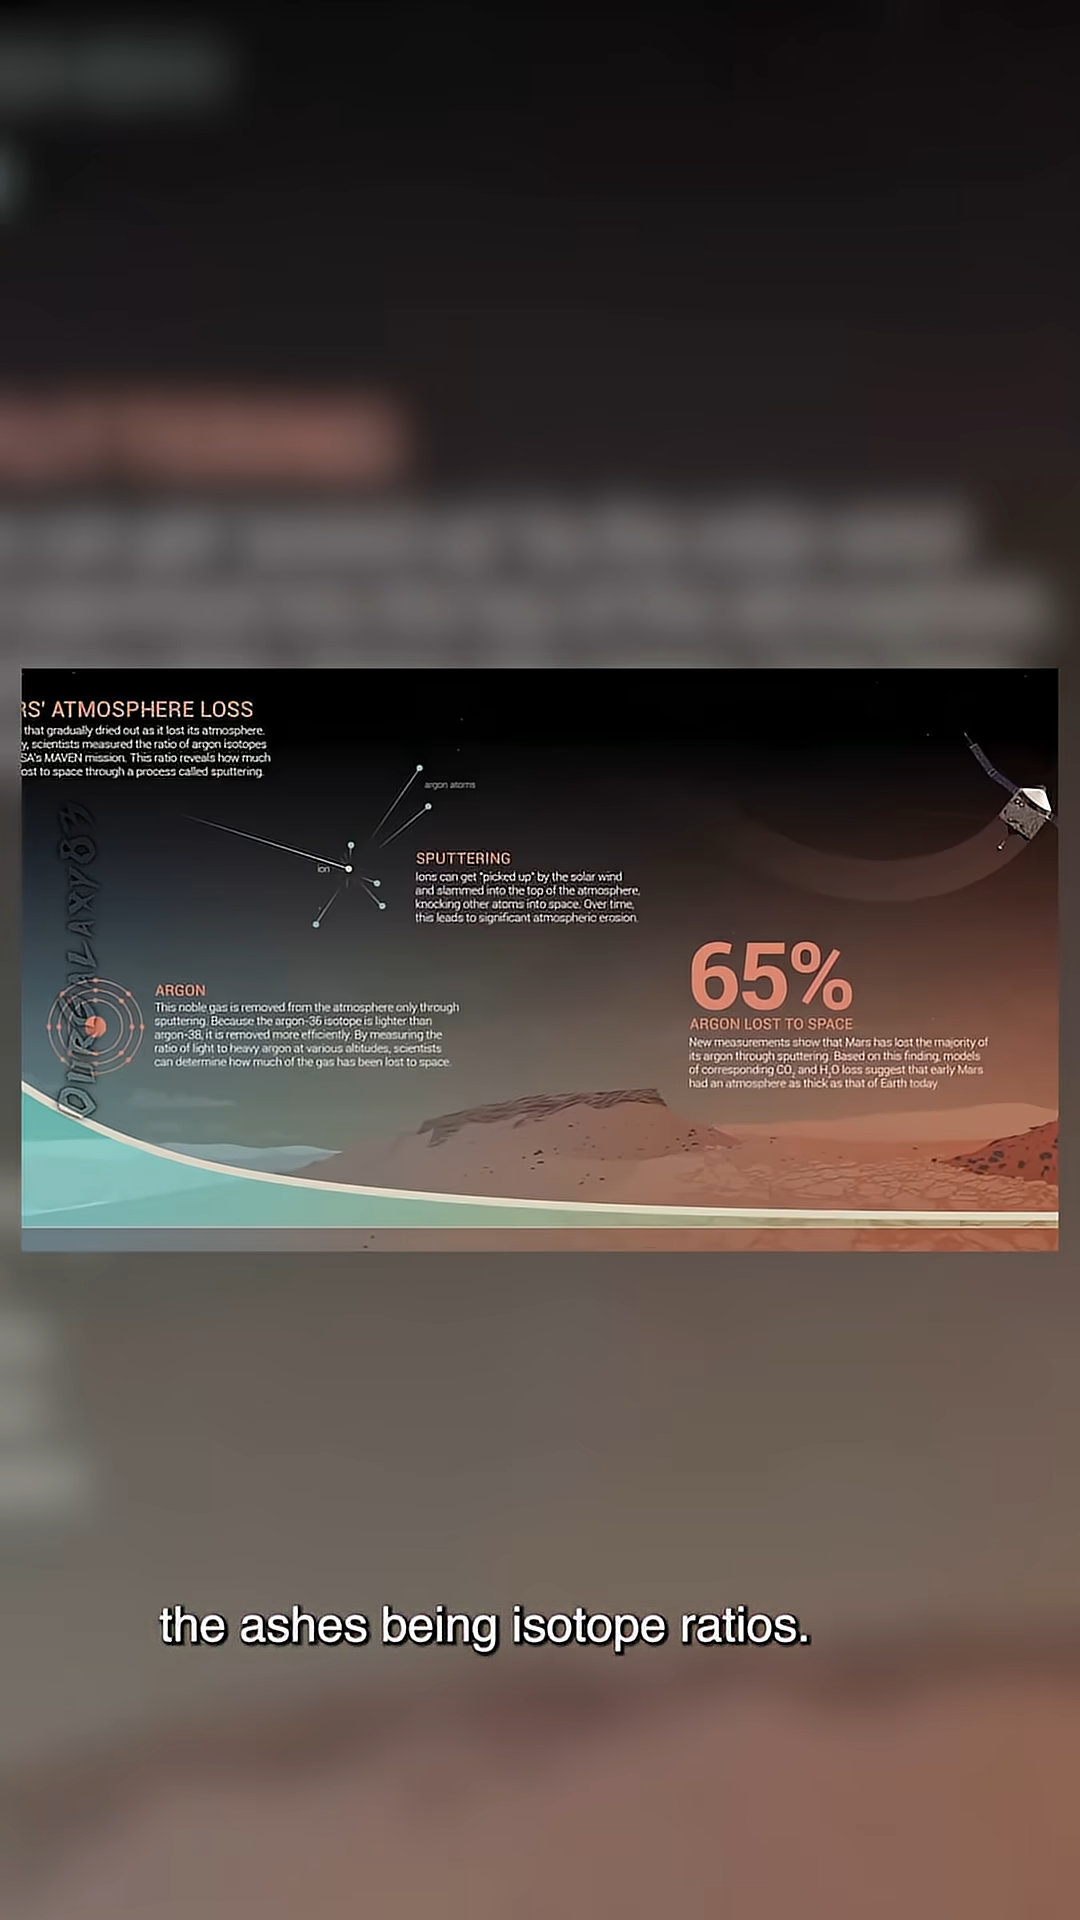 RS' ATMOSPHERE LOSS
that gradually dried out as it lost its atmosphere.
y, scientists measured the ratio of argon isotopes
SA's MAVEN mission. This ratio reveals how much
ost to space through a process called sputtering.
argon atoms
ion
SPUTTERING
Ions can get "picked up" by the solar wind
and slammed into the top of the atmosphere,
knocking other atoms into space. Over time,
this leads to significant atmospheric erosion.
OURGALAXY83
ARGON
This noble gas is removed from the atmosphere only through
sputtering. Because the argon-36 isotope is lighter than
argon-38, it is removed more efficiently. By measuring the
ratio of light to heavy argon at various altitudes, scientists
can determine how much of the gas has been lost to space.
65%
ARGON LOST TO SPACE
New measurements show that Mars has lost the majority of
its argon through sputtering. Based on this finding, models
of corresponding CO₂ and H₂O loss suggest that early Mars
had an atmosphere as thick as that of Earth today
the ashes being isotope ratios.